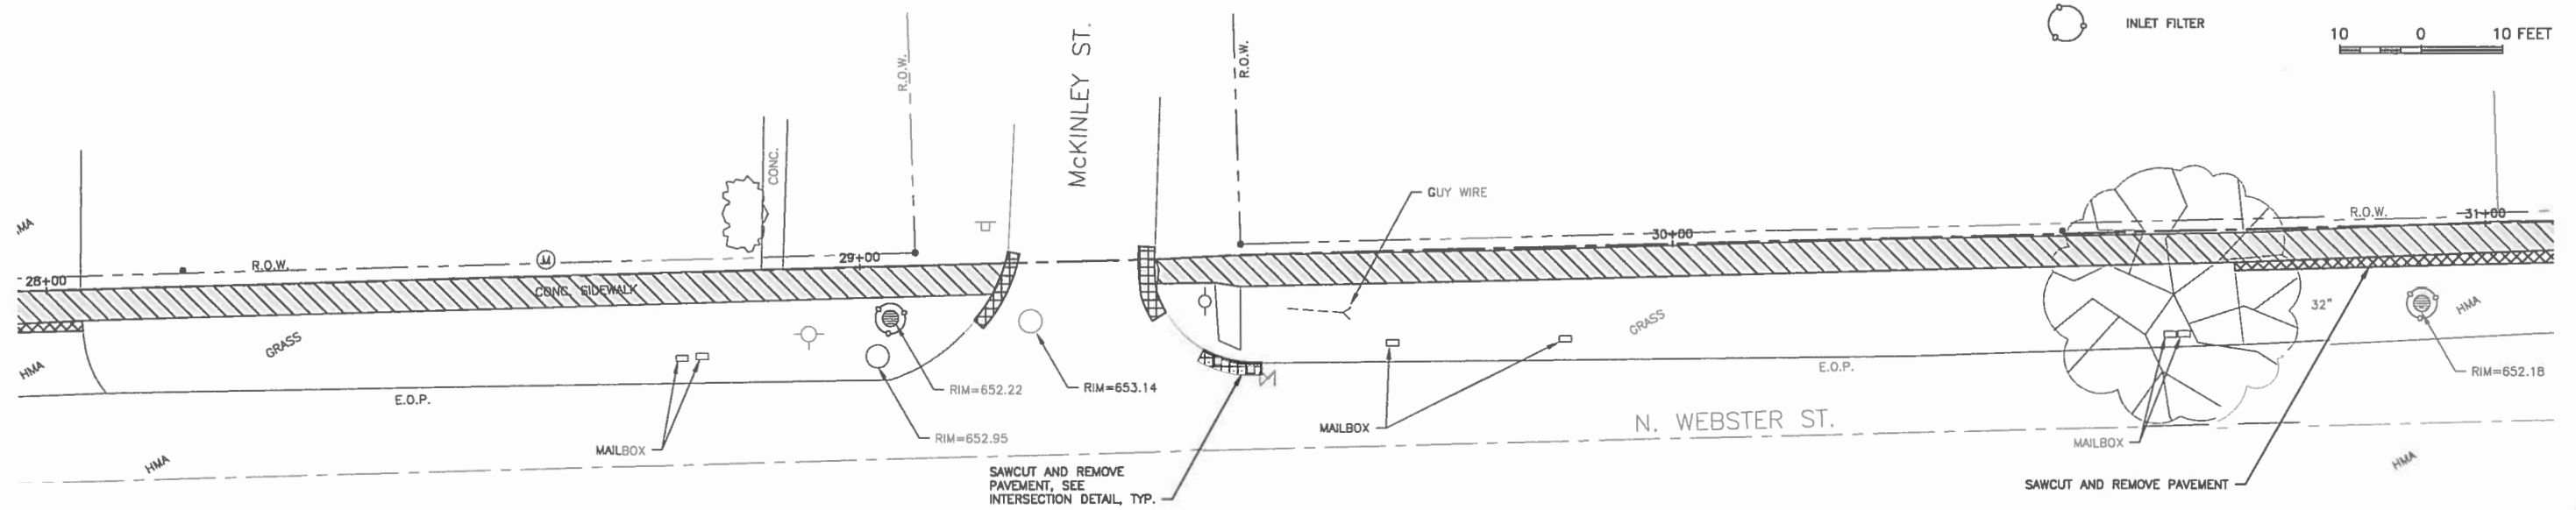 INLET FILTER
10 0 10 FEET
R.O.W.
McKINLEY ST.
R.O.W.
CONC.
GUY WIRE
HMA
R.O.W.
31+00
30+00
R.O.W.
M
29+00
28+00
CONC. SIDEWALK
32"
HMA
GRASS
GRASS
HMA
E.O.P.
RIM=652.22
RIM=653.14
RIM=652.18
E.O.P.
MAILBOX
RIM=652.95
MAILBOX
N. WEBSTER ST.
MAILBOX
HMA
HMA
SAWCUT AND REMOVE
PAVEMENT, SEE
INTERSECTION DETAIL, TYP.
SAWCUT AND REMOVE PAVEMENT